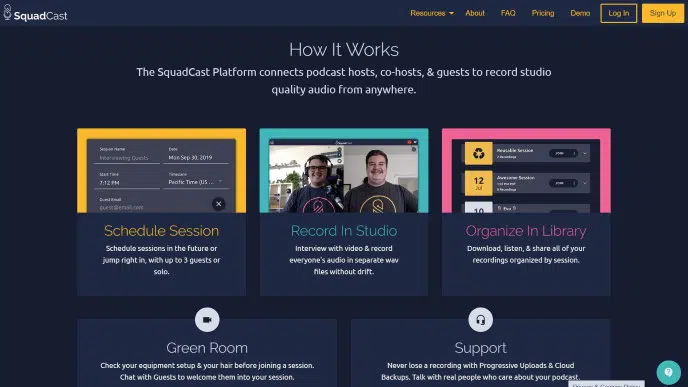 SquadCast
Resources
About
FAQ
Pricing
Demo
Log In
Sign Up
How It Works
The SquadCast Platform connects podcast hosts, co-hosts, & guests to record studio
quality audio from anywhere.
Session Name
Interviewing Guests
Date
Mon Sep 30, 2019
Start Time
7:12 PM
Timezone
Pacific Time (US ...
Guest Email
guest@email.com
SquadCast
Reusable Session
2 Recordings
JOIN
12
Jul
Awesome Session
3 Recordings
JOIN
10
Schedule Session
Schedule sessions in the future or
jump right in, with up to 3 guests or
solo.
Record In Studio
Interview with video & record
everyone's audio in separate wav
files without drift.
Organize In Library
Download, listen, & share all of your
recordings organized by session.
Green Room
Check your equipment setup & your hair before joining a session.
Chat with Guests to welcome them into your session.
Support
Never lose a recording with Progressive Uploads & Cloud
Backups. Talk with real people who care about your podcast.